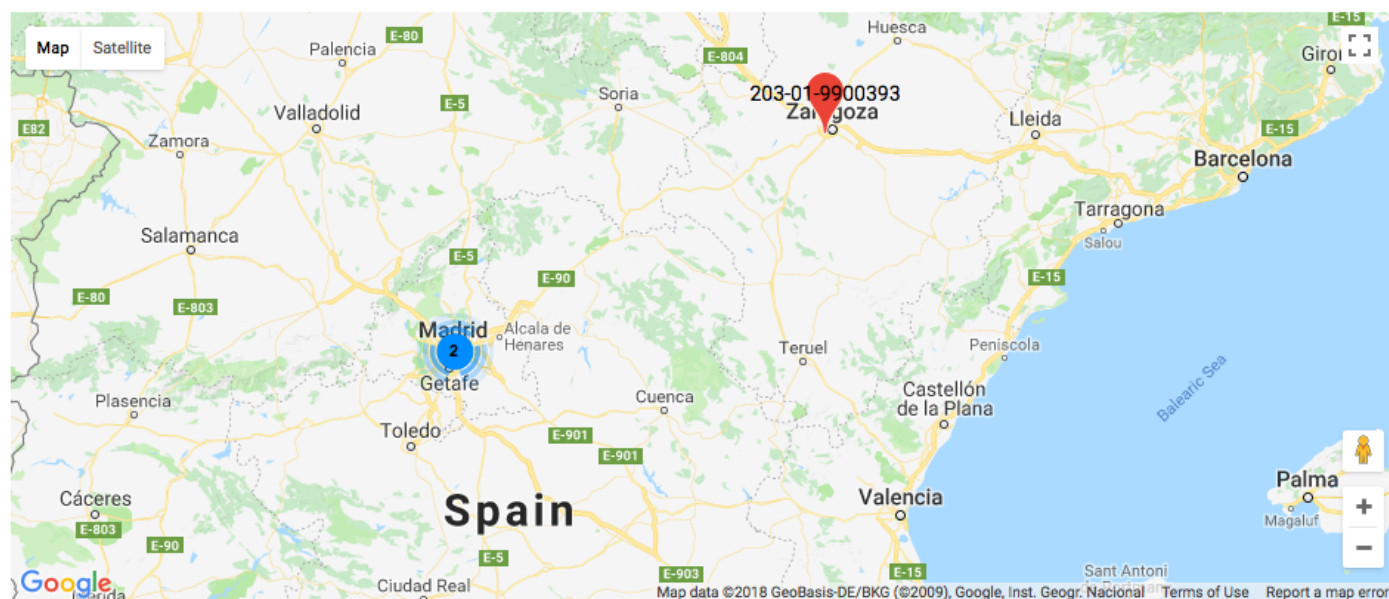 Map Satellite
Palencia
E-80
E-804
Huesca
E-15
Giron
E-5
Soria
203-01-9900393
Valladolid
E82
Zamora
Lleida
E-15
Barcelona
Tarragona
Salou
Salamanca
E-5
E-90
E-15
E-80
E-803
Madrid
Alcala de
Henares
2
Getafe
Teruel
Peniscola
Balearic Sea
Plasencia
Cuenca
Castellón
de la Plana
Toledo
E-901
E-901
Palma
Magaluf
Cáceres
E-803
Spain
Valencia
E-90
E-5
E-903
E-15
Sant Antoni
Ciudad Real
Google
Map data ©2018 GeoBasis-DE/BKG (©2009), Google, Inst. Geogr. Nacional Terms of Use Report a map error